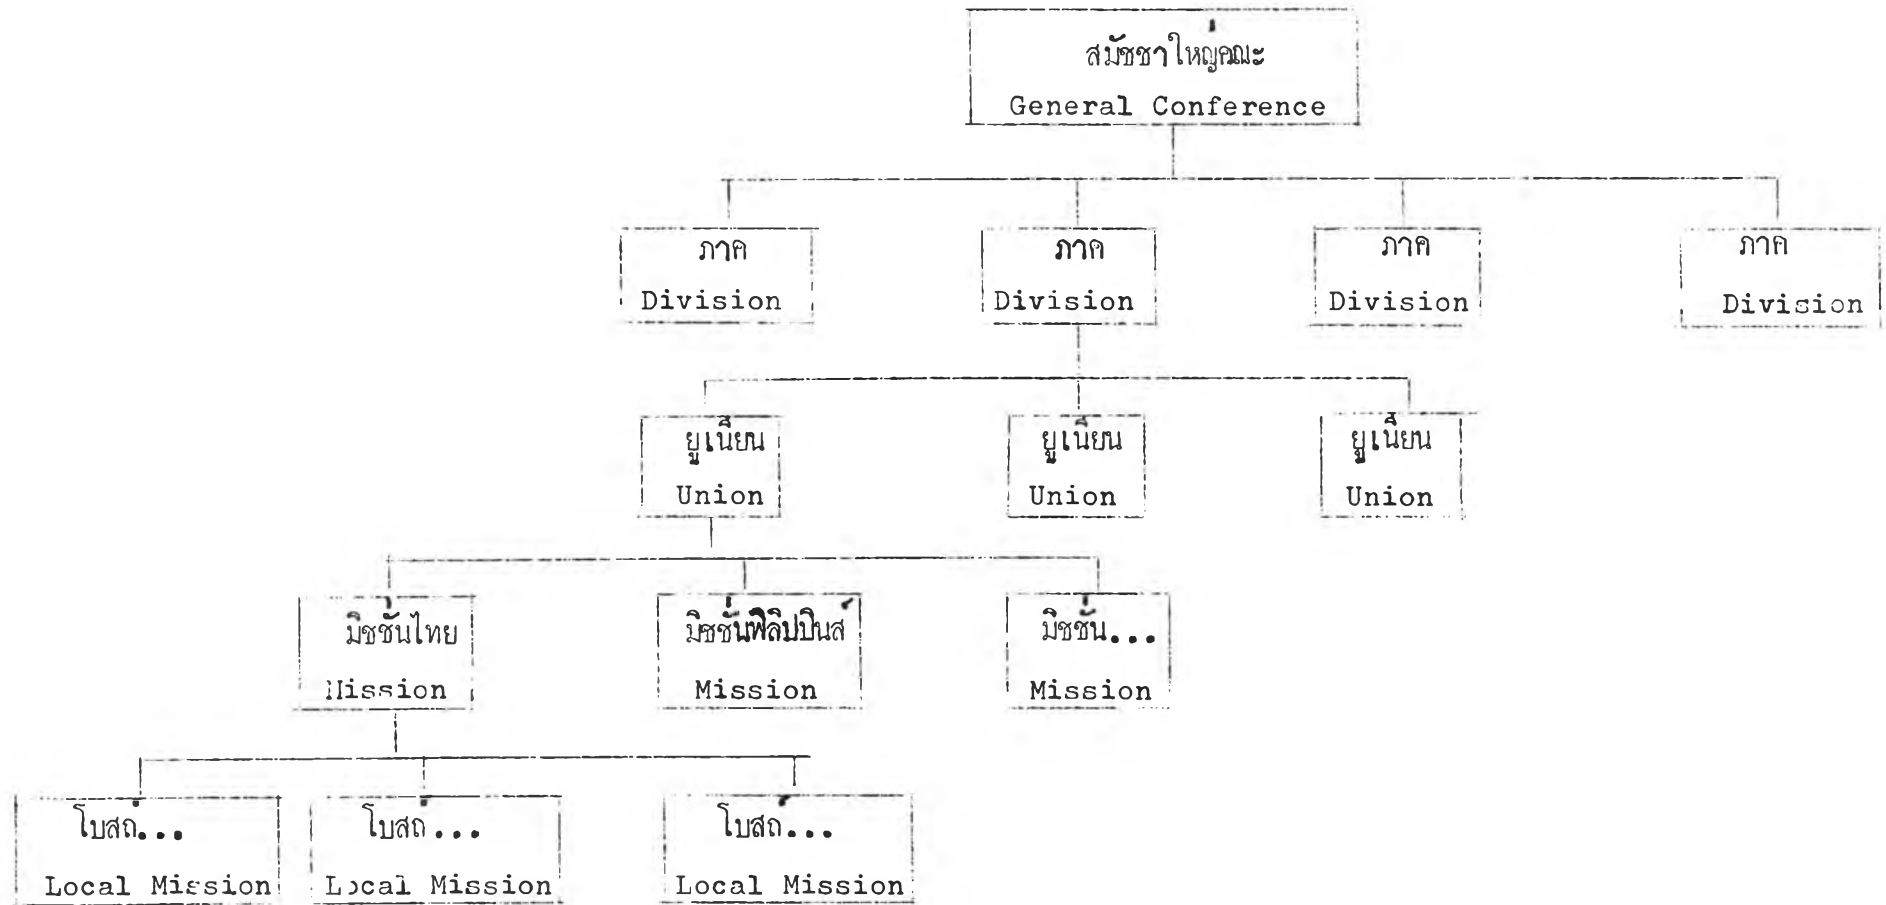 สมัชชาใหญ่คณะ
General Conference
ภาค
Division
ภาค
Division
ภาค
Division
ภาค
Division
ยูเนียน
Union
ยูเนียน
Union
ยูเนียน
Union
มิชชั่นไทย
Mission
มิชชั่นฟิลิปปินส์
Mission
มิชชั่น...
Mission
โบสถ์...
Local Mission
โบสถ์...
Local Mission
โบสถ์...
Local Mission